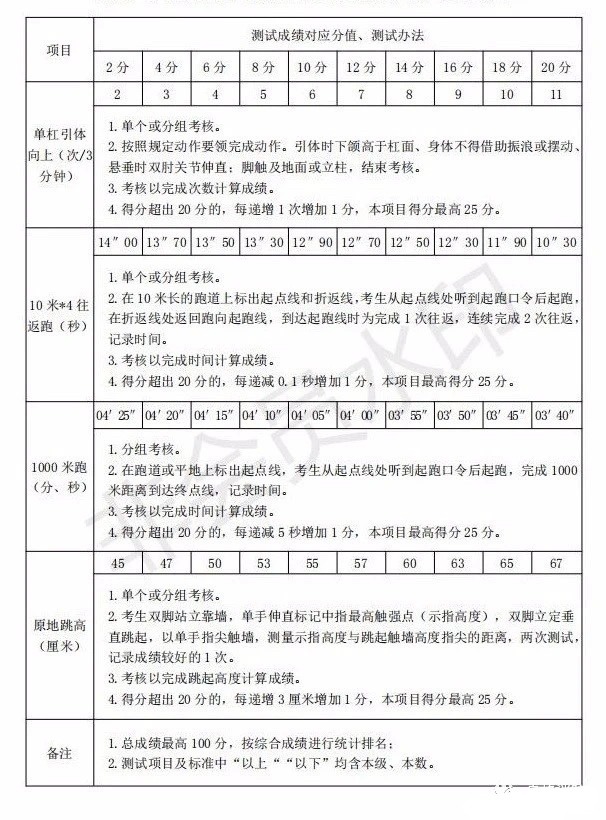 项目
测试成绩对应分值、测试办法
2分 4分 6分 8分 10分 12分 14分 16分 18分 20分
单杠引体
向上（次/3
分钟）
2 3 4 5 6 7 8 9 10 11
1.单个或分组考核。
2.按照规定动作要领完成动作。引体时下颌高于杠面、身体不得借助振浪或摆动、
悬垂时双肘关节伸直；脚触及地面或立柱，结束考核。
3.考核以完成次数计算成绩。
4.得分超出20分的，每递增1次增加1分，本项目得分最高25分。
10米*4往
返跑（秒）
14″00 13″70 13″50 13″30 12″90 12″70 12″50 12″30 11″90 10″30
1.单个或分组考核。
2.在10米长的跑道上标出起点线和折返线,考生从起点线处听到起跑口令后起跑，
在折返线处返回跑向起跑线，到达起跑线时为完成1次往返，连续完成2次往返，
记录时间。
3.考核以完成时间计算成绩。
4.得分超出20分的，每递减0.1秒增加1分，本项目最高得分25分。
1000米跑
（分、秒）
04′25″ 04′20″ 04′15″ 04′10″ 04′05″ 04′00″ 03′55″ 03′50″ 03′45″ 03′40″
1.分组考核。
2.在跑道或平地上标出起点线，考生从起点线处听到起跑口令后起跑，完成1000
米距离到达终点线，记录时间。
3.考核以完成时间计算成绩。
4.得分超出20分的，每递减5秒增加1分，本项目最高得分25分。
原地跳高
（厘米）
45 47 50 53 55 57 60 63 65 67
1.单个或分组考核。
2.考生双脚站立靠墙，单手伸直标记中指最高触强点（示指高度），双脚立定垂
直跳起，以单手指尖触墙，测量示指高度与跳起触墙高度指尖的距离，两次测试，
记录成绩较好的1次。
3.考核以完成跳起高度计算成绩。
4.得分超出20分的，每递增3厘米增加1分，本项目得分最高25分。
备注
1.总成绩最高100分，按综合成绩进行统计排名；
2.测试项目及标准中“以上““以下”均含本级、本数。
非会员水印